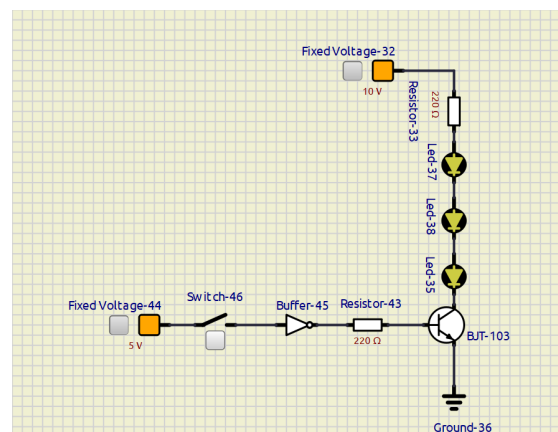 Fixed Voltage-32
10 V
220 Ω
Resistor-33
Led-37
Led-38
Led-35
Fixed Voltage-44
5 V
Switch-46
Buffer-45
Resistor-43
220 Ω
BJT-103
Ground-36